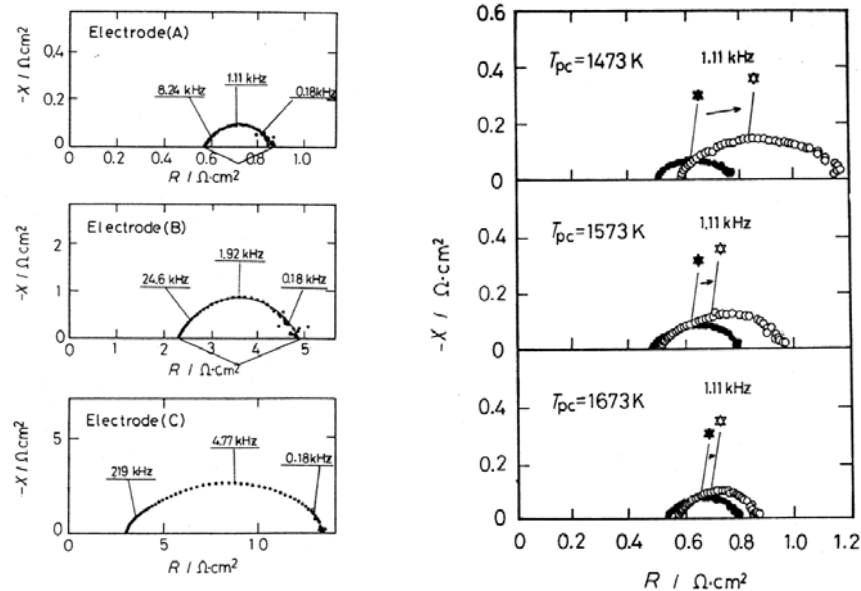 Electrode(A)
-X / Ω·cm²
0.4
0.2
0
8.24 kHz
1.11 kHz
0.18kHz
0 0.2 0.4 0.6 0.8 1.0
R / Ω·cm²
Electrode(B)
-X / Ω·cm²
2
1
0
24.6 kHz
1.92 kHz
0.18 kHz
0 1 2 3 4 5
R / Ω·cm²
Electrode(C)
-X / Ω·cm²
5
0
219 kHz
4.77 kHz
0.18kHz
0 10
R / Ω·cm²
0.6
0.4
0.2
0
Tpc=1473 K
1.11 kHz
0.4
0.2
0
Tpc=1573 K
1,11 kHz
0.4
0.2
0
Tpc=1673K
1.11 kHz
-X / Ω·cm²
0 0.2 0.4 0.6 0.8 1.0 1.2
R / Ω·cm²